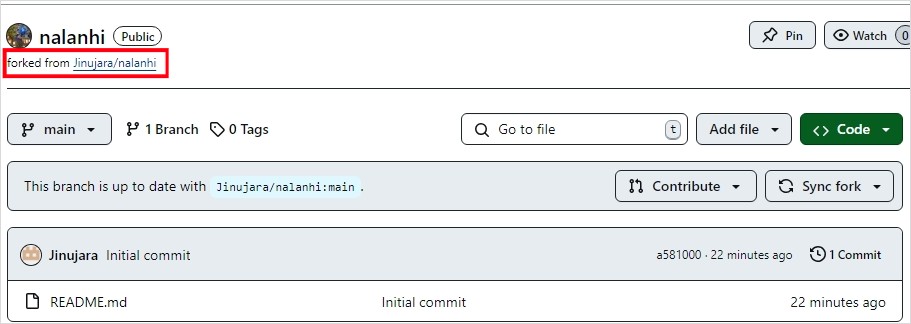 nalanhi Public Pin Watch 0
forked from Jinujara/nalanhi
main 1 Branch 0 Tags Go to file t Add file Code
This branch is up to date with Jinujara/nalanhi:main. Contribute Sync fork
Jinujara Initial commit a581000 · 22 minutes ago 1 Commit
README.md Initial commit 22 minutes ago